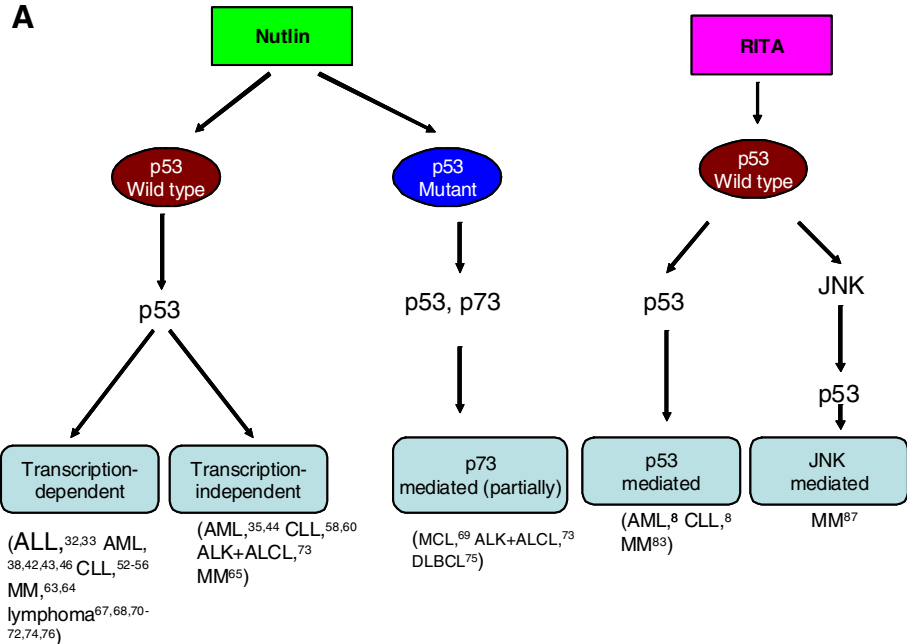 A
Nutlin
RITA
p53
Wild type
p53
Mutant
p53
Wild type
p53
p53, p73
p53
JNK
p53
Transcription-
dependent
Transcription-
independent
p73
mediated (partially)
p53
mediated
JNK
mediated
(ALL,32,33 AML,
38,42,43,46 CLL,52-56
MM,63,64
lymphoma67,68,70-
72,74,76)
(AML,35,44 CLL,58,60
ALK+ALCL,73
MM65)
(MCL,69 ALK+ALCL,73
DLBCL75)
(AML,8 CLL,8
MM83)
MM87